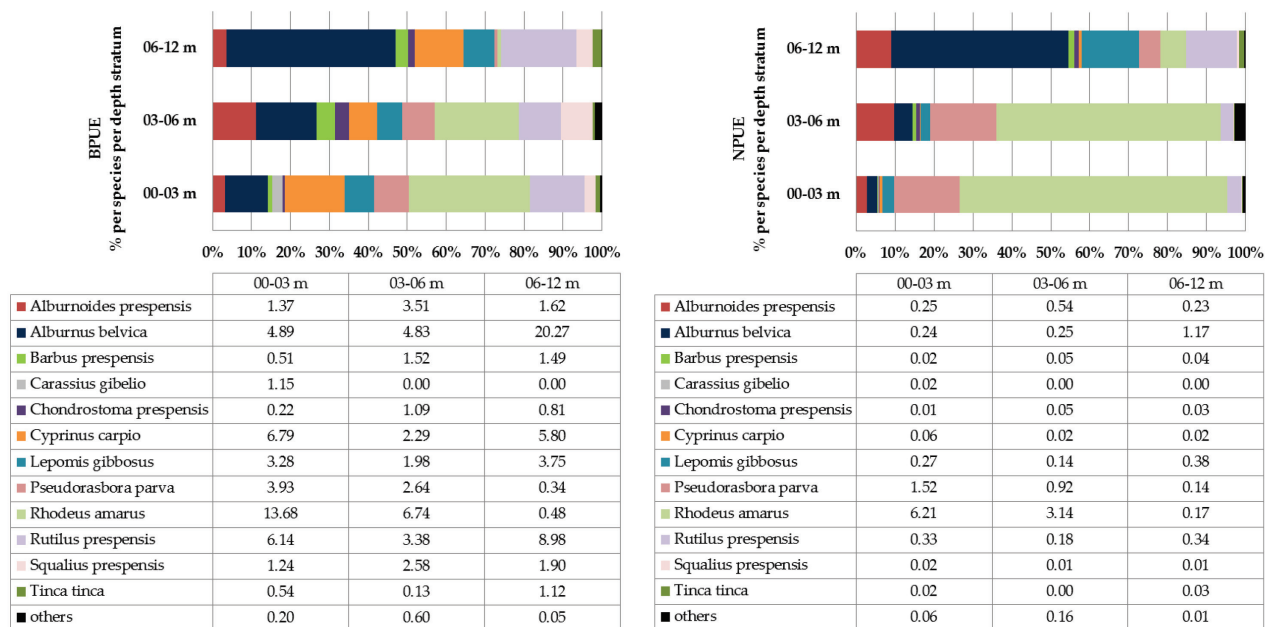 BPUE
% per species per depth stratum
06-12 m
03-06 m
00-03 m
0% 10% 20% 30% 40% 50% 60% 70% 80% 90% 100%
00-03 m 03-06 m 06-12 m
Alburnoides prespensis 1.37 3.51 1.62
Alburnus belvica 4.89 4.83 20.27
Barbus prespensis 0.51 1.52 1.49
Carassius gibelio 1.15 0.00 0.00
Chondrostoma prespensis 0.22 1.09 0.81
Cyprinus carpio 6.79 2.29 5.80
Lepomis gibbosus 3.28 1.98 3.75
Pseudorasbora parva 3.93 2.64 0.34
Rhodeus amarus 13.68 6.74 0.48
Rutilus prespensis 6.14 3.38 8.98
Squalius prespensis 1.24 2.58 1.90
Tinca tinca 0.54 0.13 1.12
others 0.20 0.60 0.05
NPUE
% per species per depth stratum
06-12 m
03-06 m
00-03 m
0% 10% 20% 30% 40% 50% 60% 70% 80% 90% 100%
00-03 m 03-06 m 06-12 m
Alburnoides prespensis 0.25 0.54 0.23
Alburnus belvica 0.24 0.25 1.17
Barbus prespensis 0.02 0.05 0.04
Carassius gibelio 0.02 0.00 0.00
Chondrostoma prespensis 0.01 0.05 0.03
Cyprinus carpio 0.06 0.02 0.02
Lepomis gibbosus 0.27 0.14 0.38
Pseudorasbora parva 1.52 0.92 0.14
Rhodeus amarus 6.21 3.14 0.17
Rutilus prespensis 0.33 0.18 0.34
Squalius prespensis 0.02 0.01 0.01
Tinca tinca 0.02 0.00 0.03
others 0.06 0.16 0.01